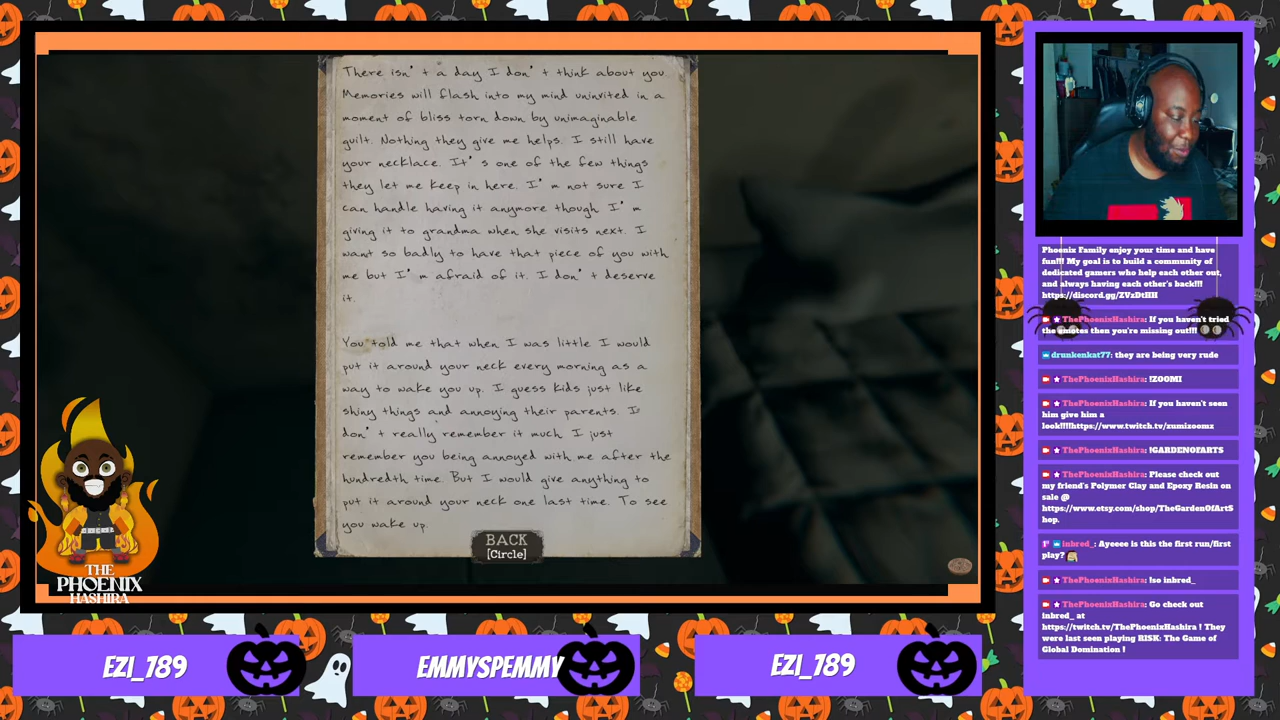 There isn't a day I don't think about you.
Memories will flash into my mind uninvited in a
moment of bliss torn down by unimaginable
guilt. Nothing they give me helps. I still have
your necklace. It's one of the few things
they let me keep in here. I'm not sure I
can handle having it anymore though I'm
giving it to grandma when she visits next. I
want so badly to have that piece of you with
me but I'm afraid of it. I don't deserve
it.
You told me that when I was little I would
put it around your neck every morning as a
way to wake you up. I guess kids just like
shiny things and annoying their parents. I
don't really remember it much I just
remember you being annoyed with me after the
hundredth time. But I would give anything to
put it around your neck one last time. To see
you wake up.
BACK
[Circle]
THE
PHOENIX
HASHIRA
EZI_789
EMMYSPEMMY
EZI_789
Phoenix Family enjoy your time and have
fun!!! My goal is to build a community of
dedicated gamers who help each other out,
and always having each other's back!!!
https://discord.gg/ZVzDtHH
ThePhoenixHashira: If you haven't tried
the emotes then you're missing out!!!
drunkenkat77: they are being very rude
ThePhoenixHashira: !ZOOMI
ThePhoenixHashira: If you haven't seen
him give him a
look!!!!https://www.twitch.tv/zumizoomz
ThePhoenixHashira: !GARDENOFARTS
ThePhoenixHashira: Please check out
my friend's Polymer Clay and Epoxy Resin on
sale @
https://www.etsy.com/shop/TheGardenOfArtS
hop.
inbred_: Ayeeee is this the first run/first
play?
ThePhoenixHashira: !so inbred_
ThePhoenixHashira: Go check out
inbred_ at
https://twitch.tv/ThePhoenixHashira ! They
were last seen playing RISK: The Game of
Global Domination !